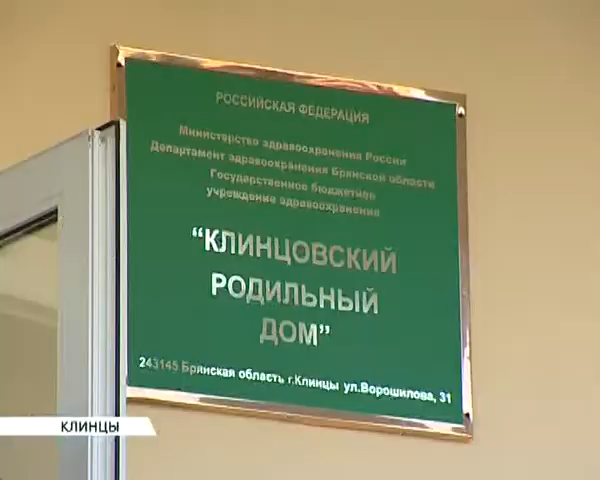 РОССИЙСКАЯ ФЕДЕРАЦИЯ
Министерство здравоохранения России
Департамент здравоохранения Брянской области
Государственное бюджетное
учреждение здравоохранения
"КЛИНЦОВСКИЙ
РОДИЛЬНЫЙ
ДОМ"
243145 Брянская область г.Клинцы ул.Ворошилова, 31
КЛИНЦЫ